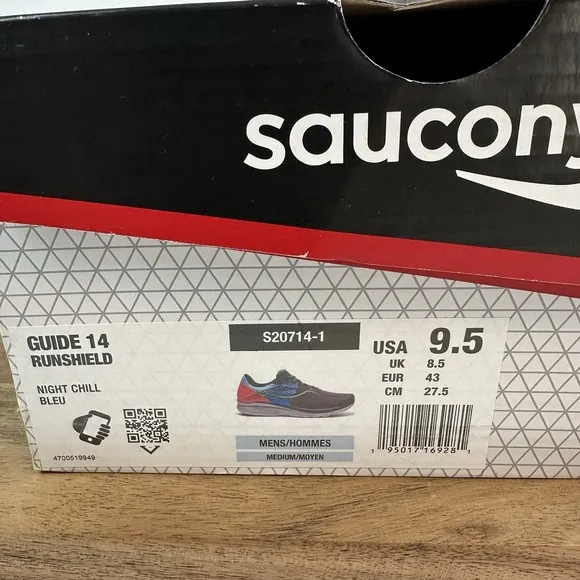 saucony
GUIDE 14
RUNSHIELD
NIGHT CHILL
BLEU
4700519949
S20714-1
MENS/HOMMES
MEDIUM/MOYEN
USA 9.5
UK 8.5
EUR 43
CM 27.5
1 95017 16928 1